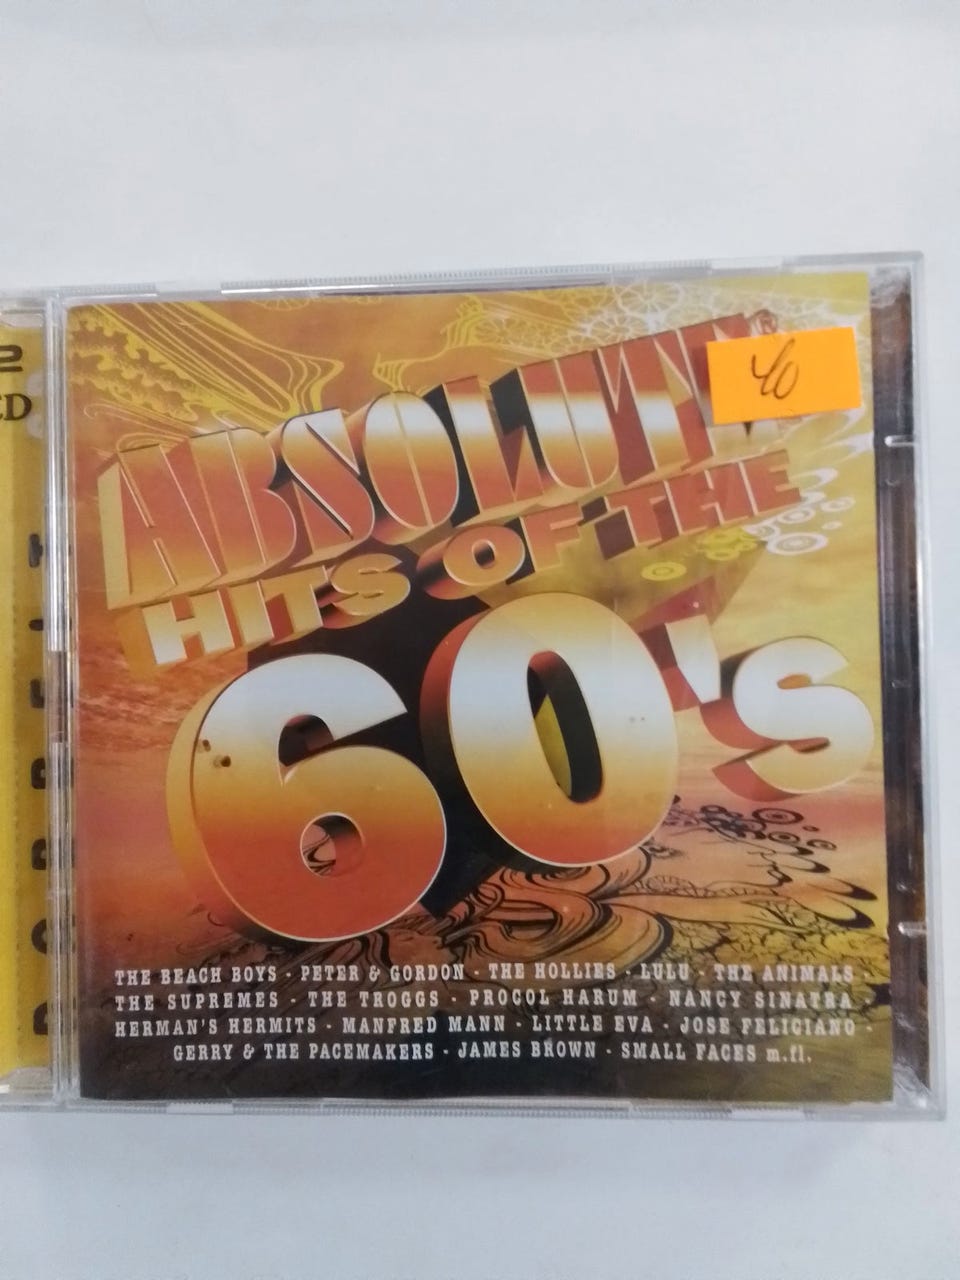 2
CD
®
40
ABSOLUTE
HITS OF THE
60's
THE BEACH BOYS - PETER & GORDON - THE HOLLIES - LULU - THE ANIMALS -
THE SUPREMES - THE TROGGS - PROCOL HARUM - NANCY SINATRA -
HERMAN'S HERMITS - MANFRED MANN - LITTLE EVA - JOSE FELICIANO -
GERRY & THE PACEMAKERS - JAMES BROWN - SMALL FACES m.fl.